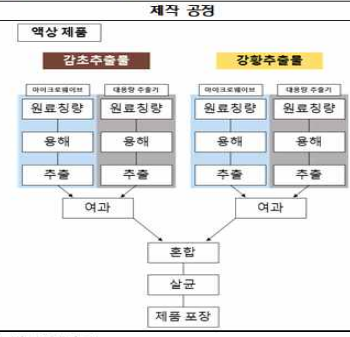 제작 공정
액상 제품
감초추출물 강황추출물
마이크로웨이브 대용량 추출기 마이크로웨이브 대용량 추출기
원료칭량 원료칭량 원료칭량 원료칭량
용해 용해 용해 용해
추출 추출 추출 추출
여과 여과
혼합
살균
제품 포장